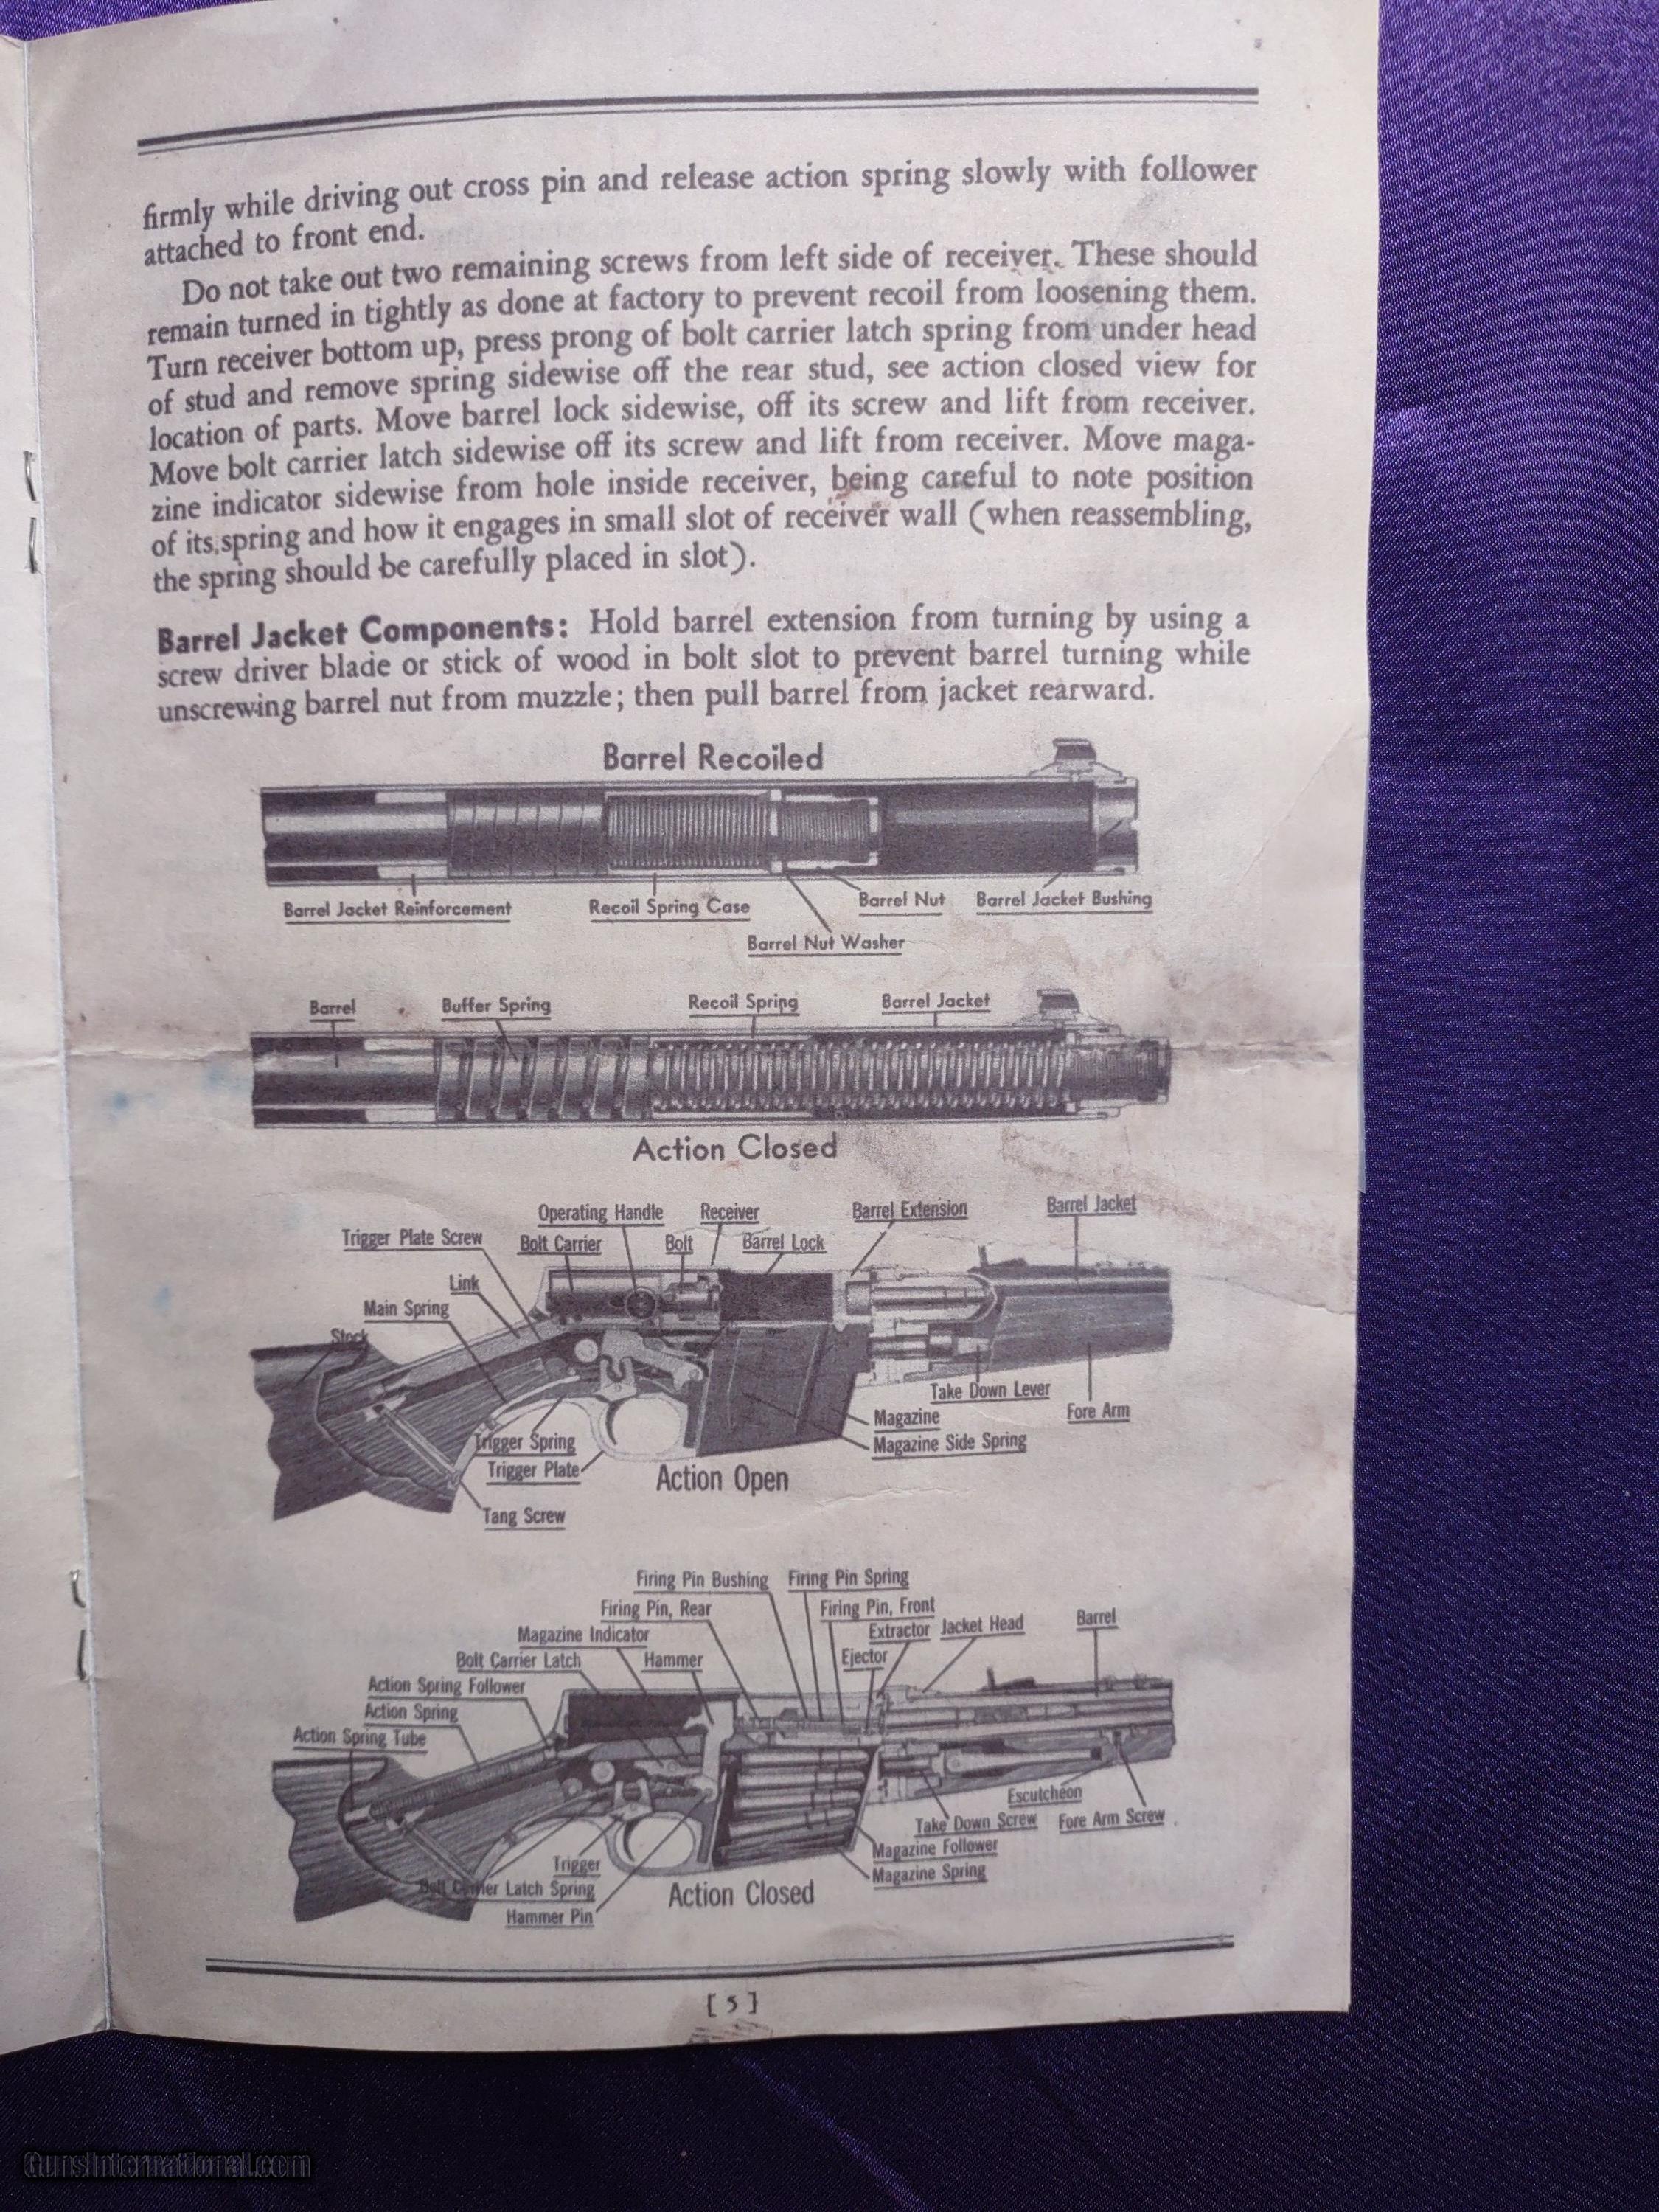 firmly while driving out cross pin and release action spring slowly with follower
attached to front end.
Do not take out two remaining screws from left side of receiver. These should
remain turned in tightly as done at factory to prevent recoil from loosening them.
Turn receiver bottom up, press prong of bolt carrier latch spring from under head
of stud and remove spring sidewise off the rear stud, see action closed view for
location of parts. Move barrel lock sidewise, off its screw and lift from receiver.
Move bolt carrier latch sidewise off its screw and lift from receiver. Move maga-
zine indicator sidewise from hole inside receiver, being careful to note position
of its spring and how it engages in small slot of receiver wall (when reassembling,
the spring should be carefully placed in slot).
Barrel Jacket Components: Hold barrel extension from turning by using a
screw driver blade or stick of wood in bolt slot to prevent barrel turning while
unscrewing barrel nut from muzzle; then pull barrel from jacket rearward.
Barrel Recoiled
Barrel Jacket Reinforcement
Recoil Spring Case
Barrel Nut
Barrel Jacket Bushing
Barrel Nut Washer
Barrel
Buffer Spring
Recoil Spring
Barrel Jacket
Action Closed
Operating Handle
Receiver
Barrel Extension
Barrel Jacket
Trigger Plate Screw
Bolt Carrier
Bolt
Barrel Lock
Link
Main Spring
Stock
Take Down Lever
Fore Arm
Magazine
Magazine Side Spring
Trigger Spring
Trigger Plate
Action Open
Tang Screw
Firing Pin Bushing
Firing Pin Spring
Firing Pin, Rear
Firing Pin, Front
Extractor
Jacket Head
Barrel
Magazine Indicator
Bolt Carrier Latch
Hammer
Ejector
Action Spring Follower
Action Spring
Action Spring Tube
Escutcheon
Take Down Screw
Fore Arm Screw
Magazine Follower
Magazine Spring
Trigger
Bolt Carrier Latch Spring
Action Closed
Hammer Pin
[ 5 ]
GunsInternational.com